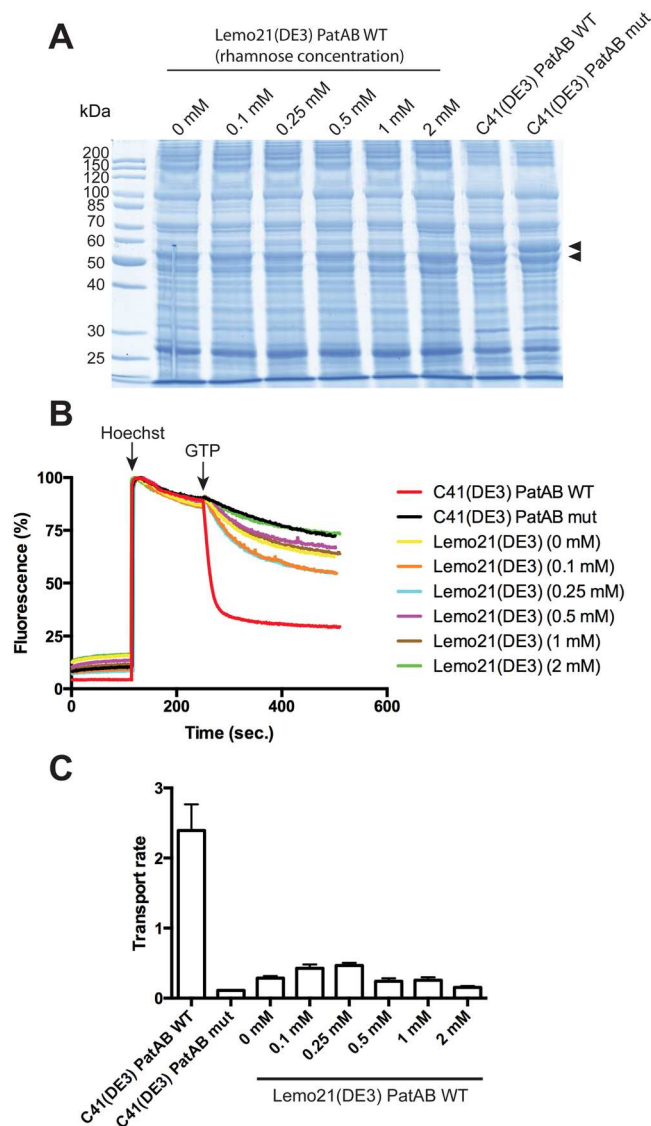 A
Lemo21(DE3) PatAB WT
(rhamnose concentration)
kDa
0 mM
0.1 mM
0.25 mM
0.5 mM
1 mM
2 mM
C41(DE3) PatAB WT
C41(DE3) PatAB mut
200
150
120
100
85
70
60
50
40
30
25
B
Hoechst
GTP
Fluorescence (%)
100
75
50
25
0
0
200
400
600
Time (sec.)
C41(DE3) PatAB WT
C41(DE3) PatAB mut
Lemo21(DE3) (0 mM)
Lemo21(DE3) (0.1 mM)
Lemo21(DE3) (0.25 mM)
Lemo21(DE3) (0.5 mM)
Lemo21(DE3) (1 mM)
Lemo21(DE3) (2 mM)
C
Transport rate
3
2
1
0
C41(DE3) PatAB WT
C41(DE3) PatAB mut
0 mM
0.1 mM
0.25 mM
0.5 mM
1 mM
2 mM
Lemo21(DE3) PatAB WT